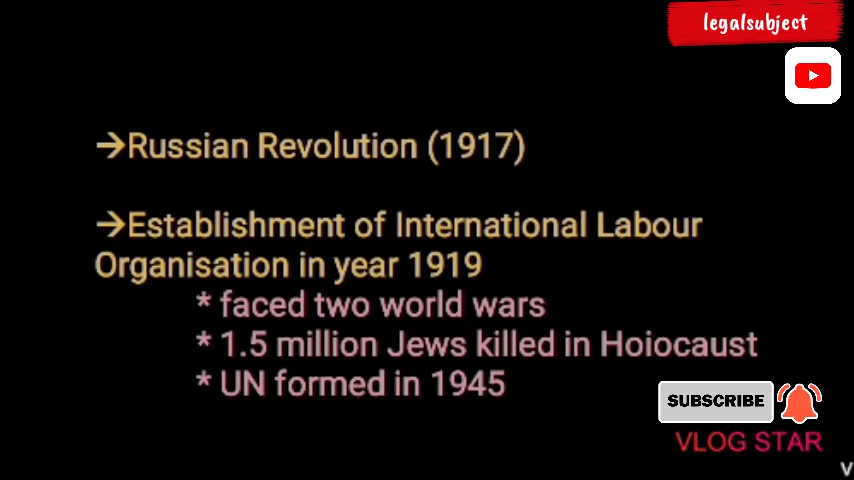 legalsubject
→Russian Revolution (1917)
→Establishment of International Labour
Organisation in year 1919
* faced two world wars
* 1.5 million Jews killed in Hoiocaust
* UN formed in 1945
SUBSCRIBE
VLOG STAR
V